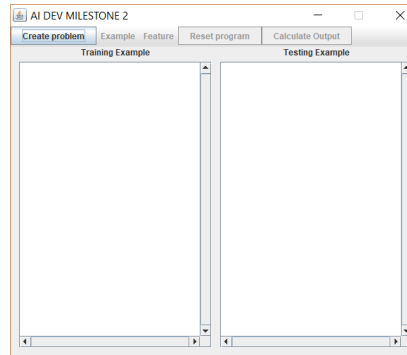 AI DEV MILESTONE 2
Create problem Example Feature Reset program Calculate Output
Training Example Testing Example